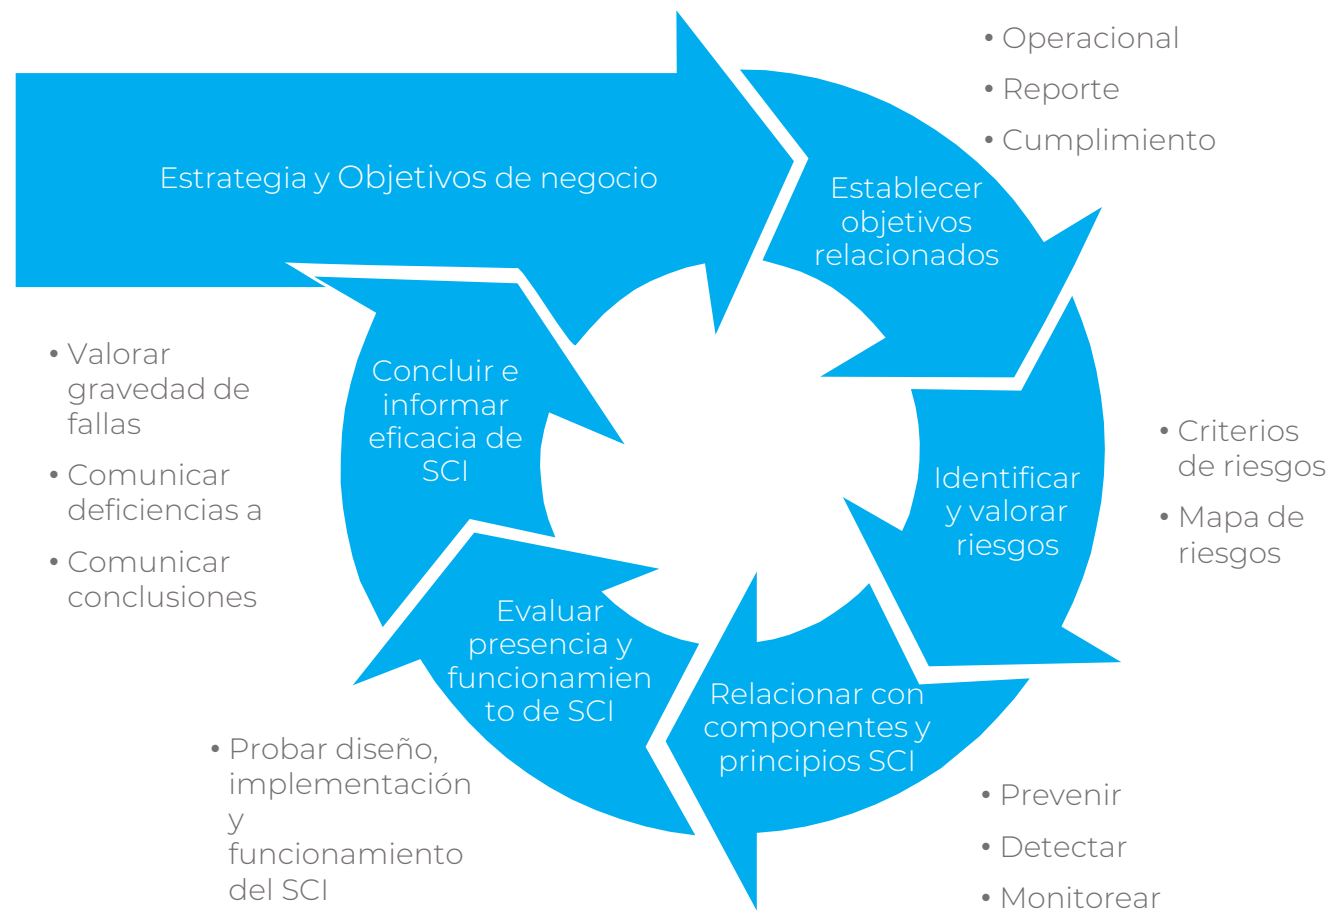 Estrategia y Objetivos de negocio
• Operacional
• Reporte
• Cumplimiento
Establecer
objetivos
relacionados
Identificar
y valorar
riesgos
• Criterios
de riesgos
• Mapa de
riesgos
Relacionar con
componentes y
principios SCI
• Prevenir
• Detectar
• Monitorear
Evaluar
presencia y
funcionamien
to de SCI
• Probar diseño,
implementación
y
funcionamiento
del SCI
Concluir e
informar
eficacia de
SCI
• Valorar
gravedad de
fallas
• Comunicar
deficiencias a
• Comunicar
conclusiones